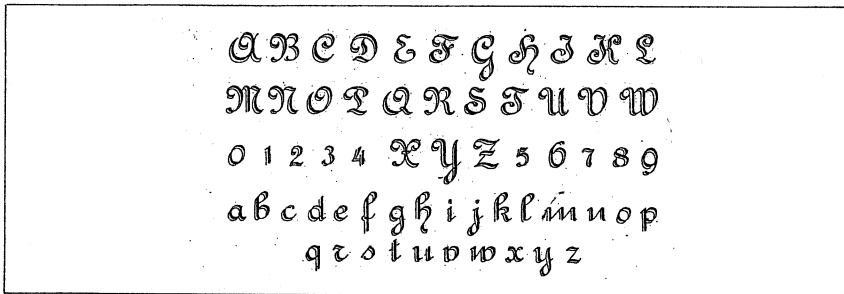 A B C D E F G H I K L
M N O P Q R S T U V W
0 1 2 3 4 X Y Z 5 6 7 8 9
a b c d e f g h i j k l m n o p
q r s t u v w x y z